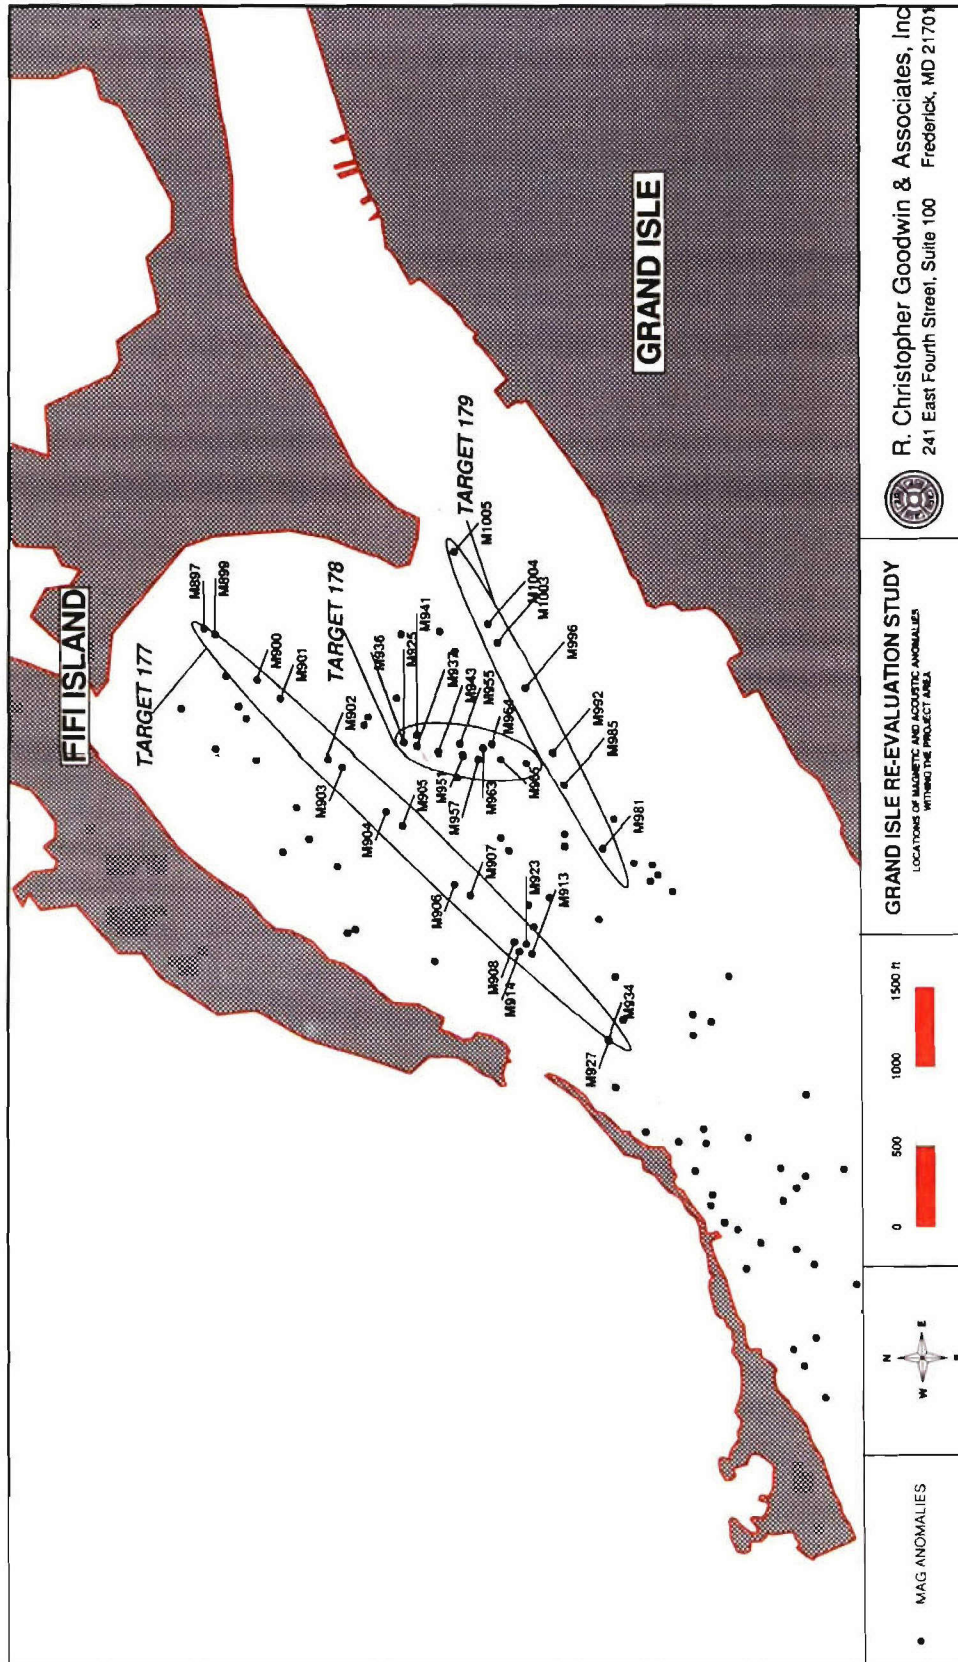 FIFI ISLAND
GRAND ISLE
TARGET 177
TARGET 178
TARGET 179
M897
M899
M900
M901
M902
M903
M904
M905
M906
M907
M908
M914
M923
M913
M927
M934
M936
M925
M941
M937
M943
M955
M951
M957
M963
M964
M965
M1005
M1004
M1003
M996
M992
M985
M981
MAG ANOMALIES
N
W
E
0 500 1000 1500 ft
GRAND ISLE RE-EVALUATION STUDY
LOCATIONS OF MAGNETIC AND ACOUSTIC ANOMALIES
WITHING THE PROJECT AREA
R. Christopher Goodwin & Associates, Inc
241 East Fourth Street, Suite 100 Frederick, MD 21701